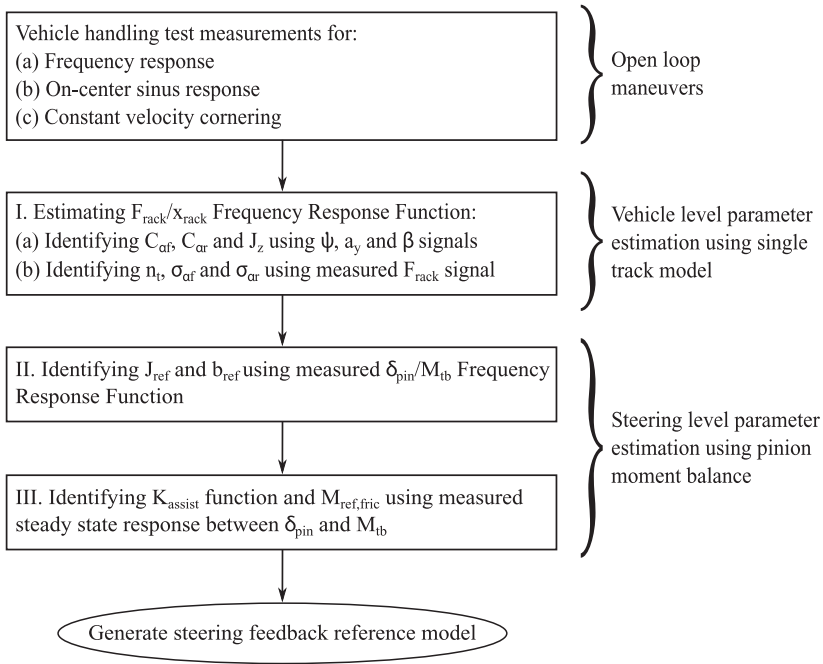 Vehicle handling test measurements for:
(a) Frequency response
(b) On-center sinus response
(c) Constant velocity cornering
Open loop
maneuvers
I. Estimating F_rack/x_rack Frequency Response Function:
(a) Identifying C_αf, C_αr and J_z using ψ, a_y and β signals
(b) Identifying n_t, σ_αf and σ_αr using measured F_rack signal
Vehicle level parameter
estimation using single
track model
II. Identifying J_ref and b_ref using measured δ_pin/M_tb Frequency
Response Function
III. Identifying K_assist function and M_ref,fric using measured
steady state response between δ_pin and M_tb
Steering level parameter
estimation using pinion
moment balance
Generate steering feedback reference model